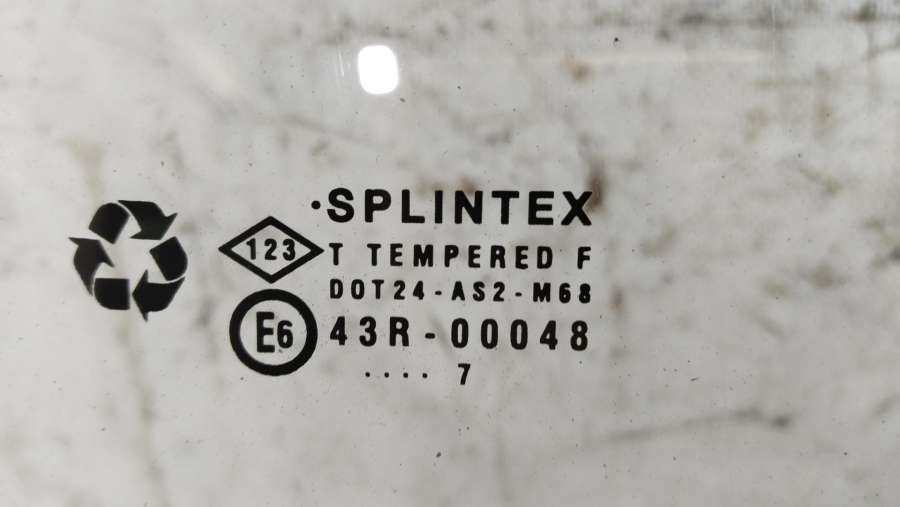 ·SPLINTEX
123
T TEMPERED F
DOT24-AS2-M68
E6
43R-00048
.... 7